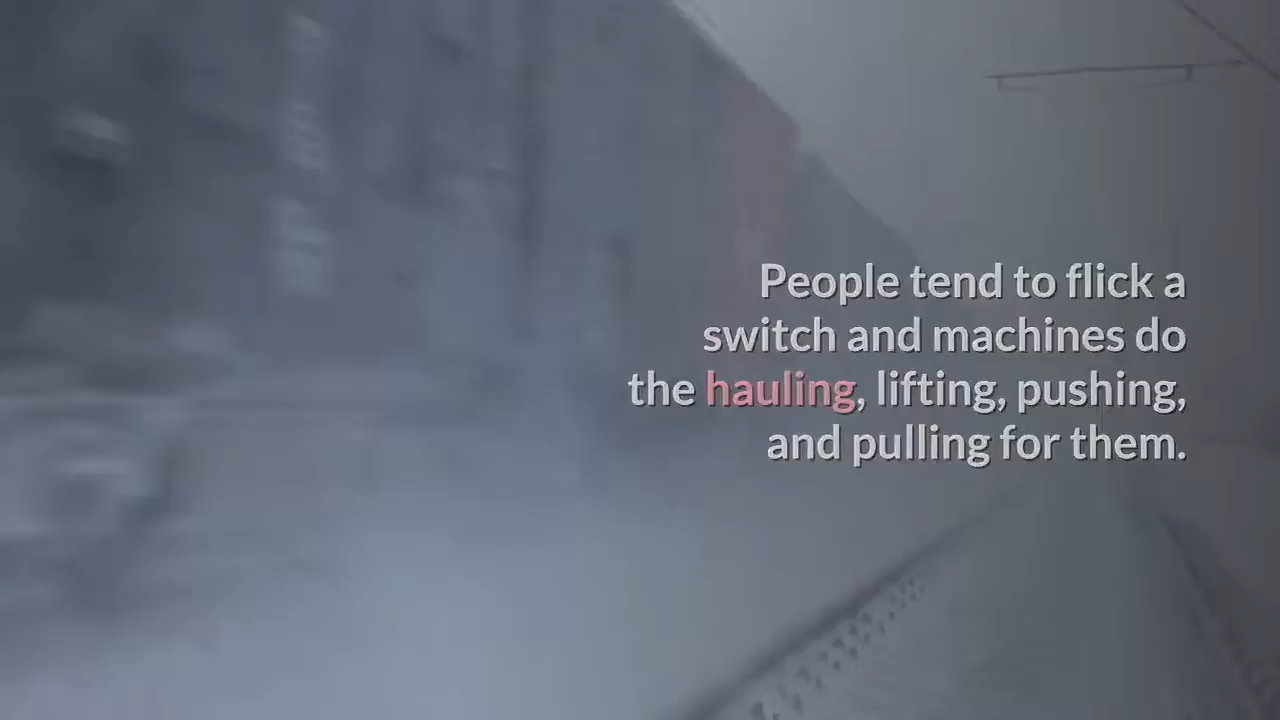 People tend to flick a
switch and machines do
the hauling, lifting, pushing,
and pulling for them.